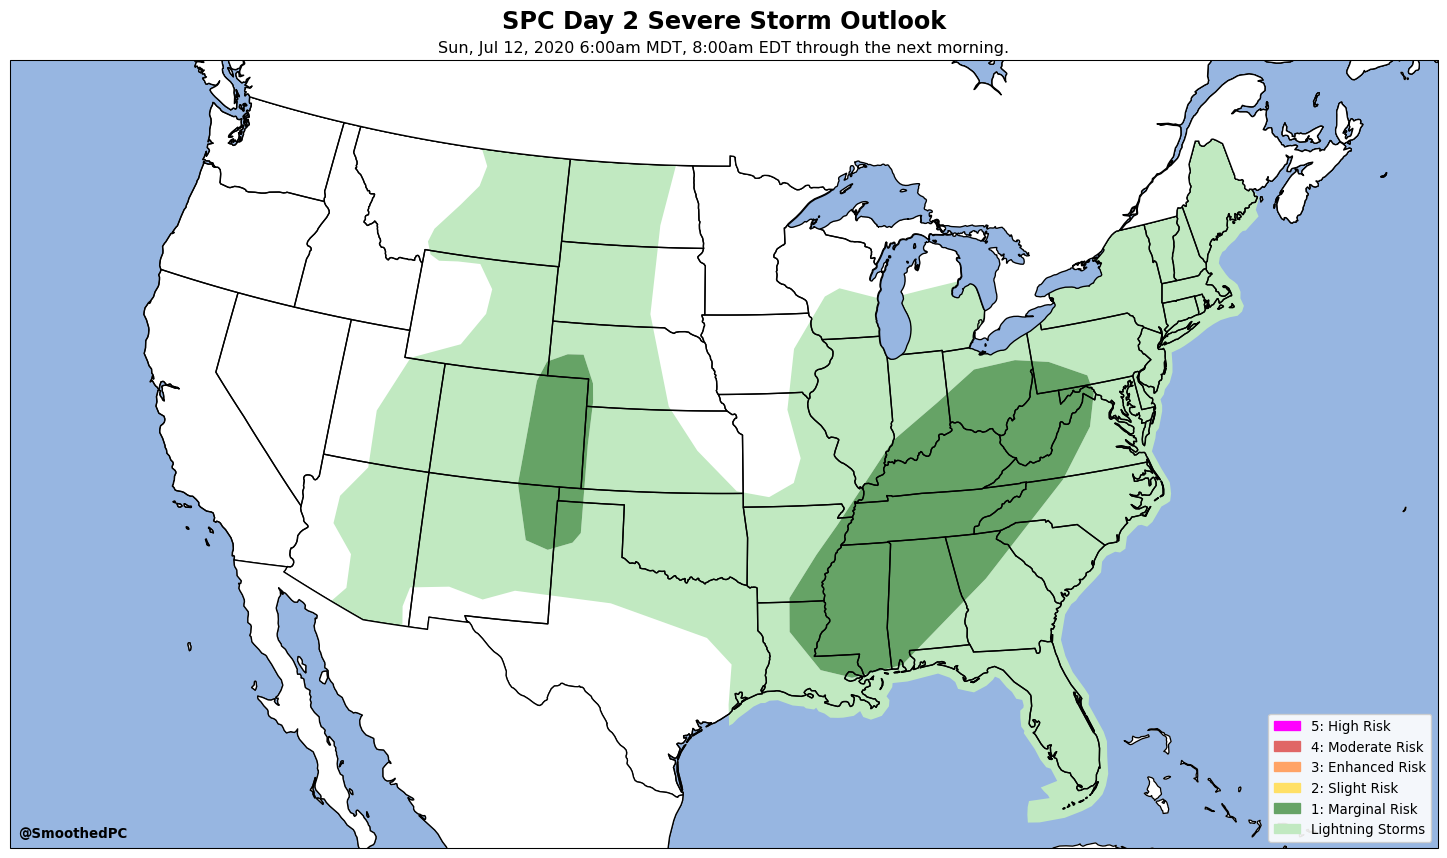 SPC Day 2 Severe Storm Outlook
Sun, Jul 12, 2020 6:00am MDT, 8:00am EDT through the next morning.
5: High Risk
4: Moderate Risk
3: Enhanced Risk
2: Slight Risk
1: Marginal Risk
Lightning Storms
@SmoothedPC